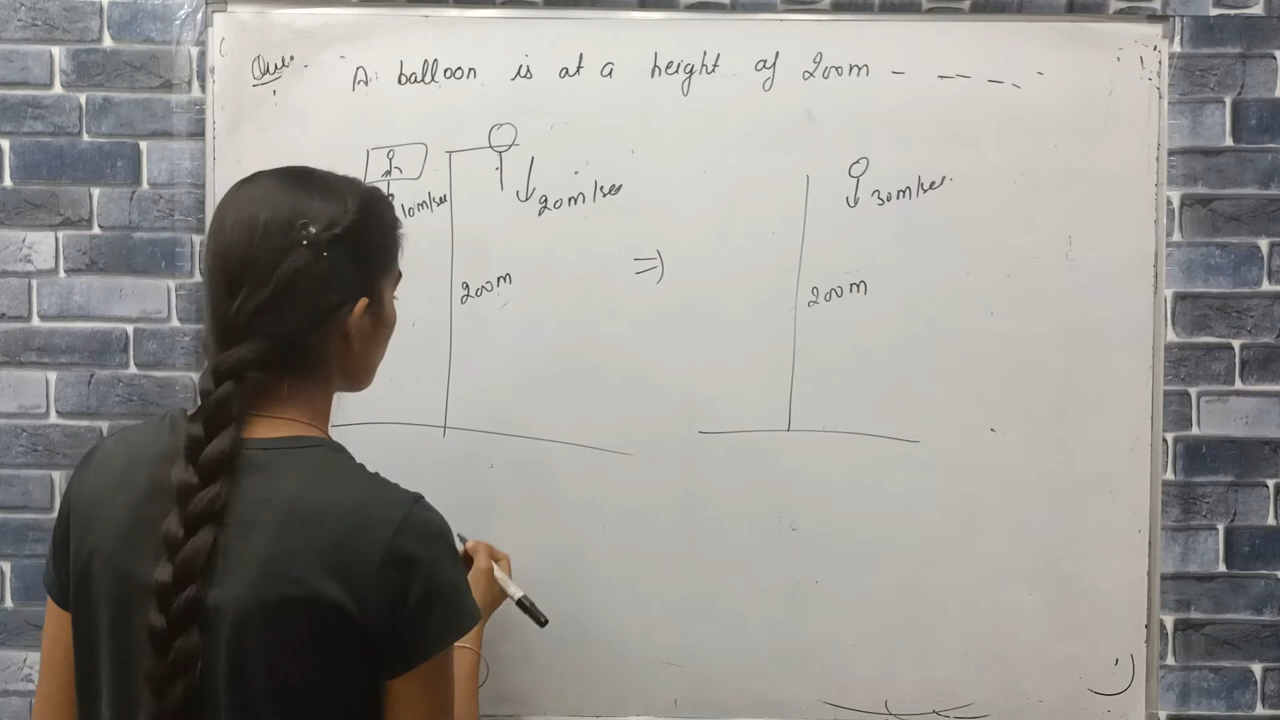 Que:
A balloon is at a height of 200m - - - - -
10m/sec
20m/sec
200m
=)
30m/sec
200m